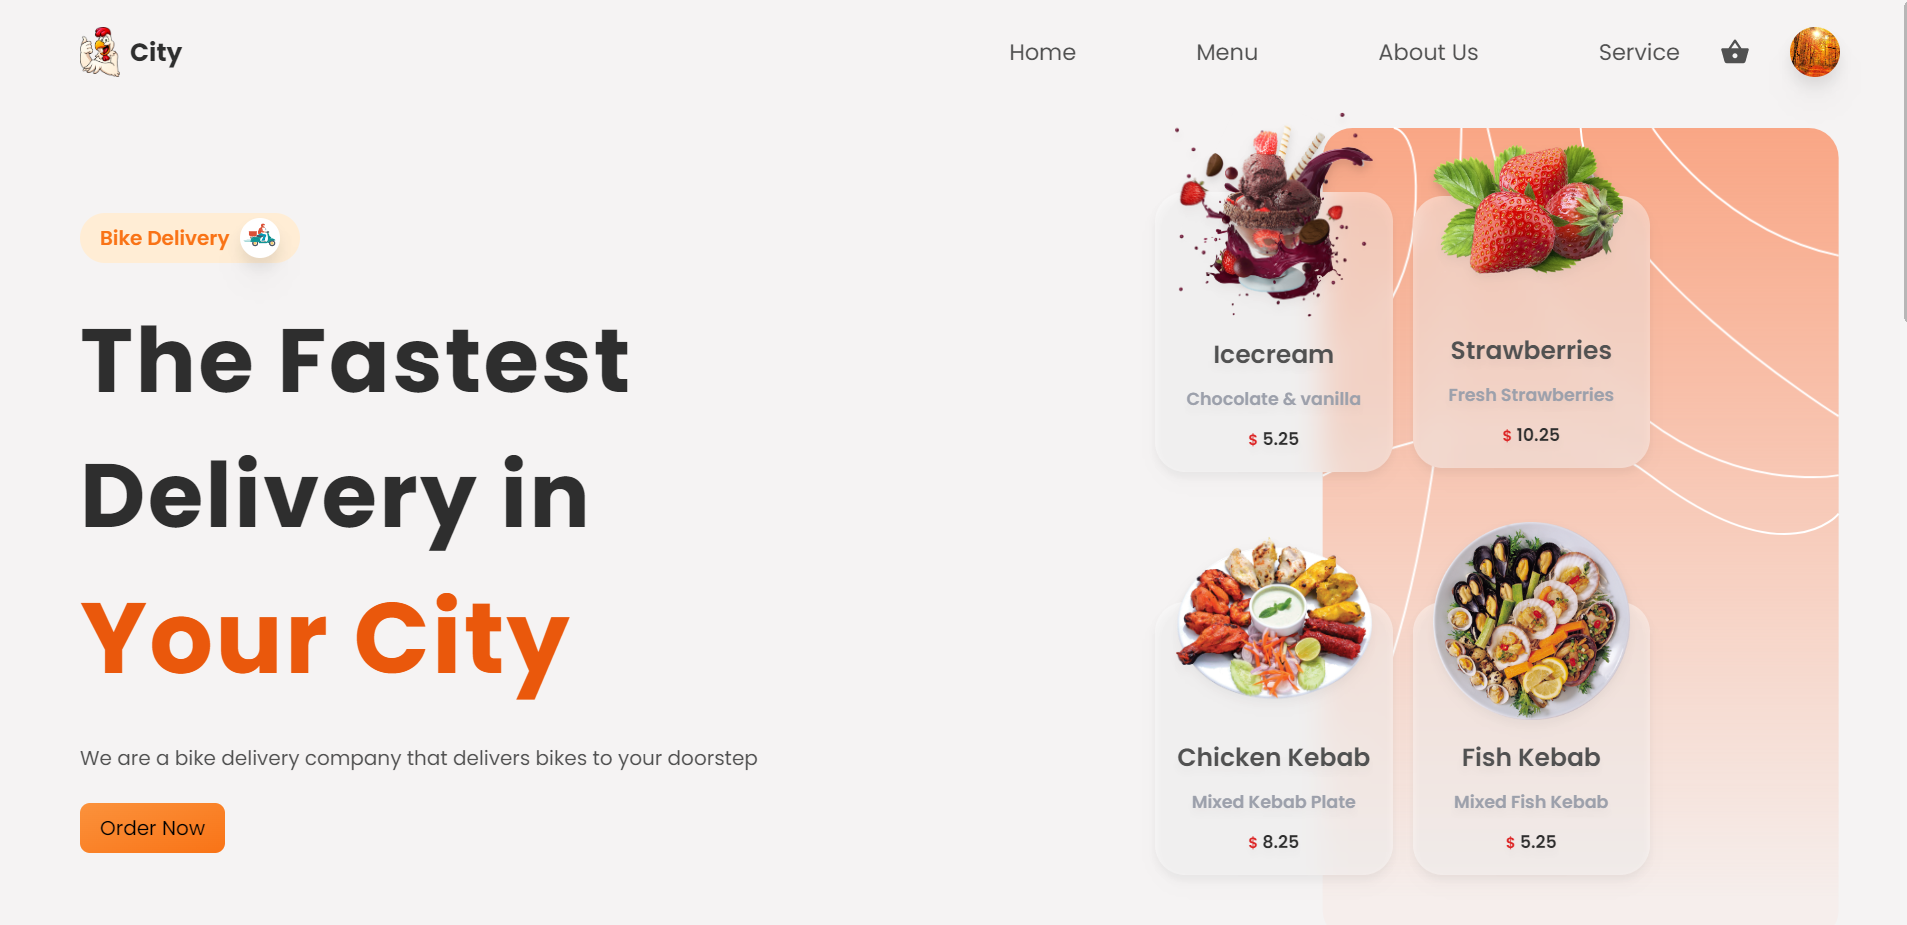 City
Home
Menu
About Us
Service
Bike Delivery
The Fastest
Delivery in
Your City
We are a bike delivery company that delivers bikes to your doorstep
Order Now
Icecream
Chocolate & vanilla
$ 5.25
Strawberries
Fresh Strawberries
$ 10.25
Chicken Kebab
Mixed Kebab Plate
$ 8.25
Fish Kebab
Mixed Fish Kebab
$ 5.25